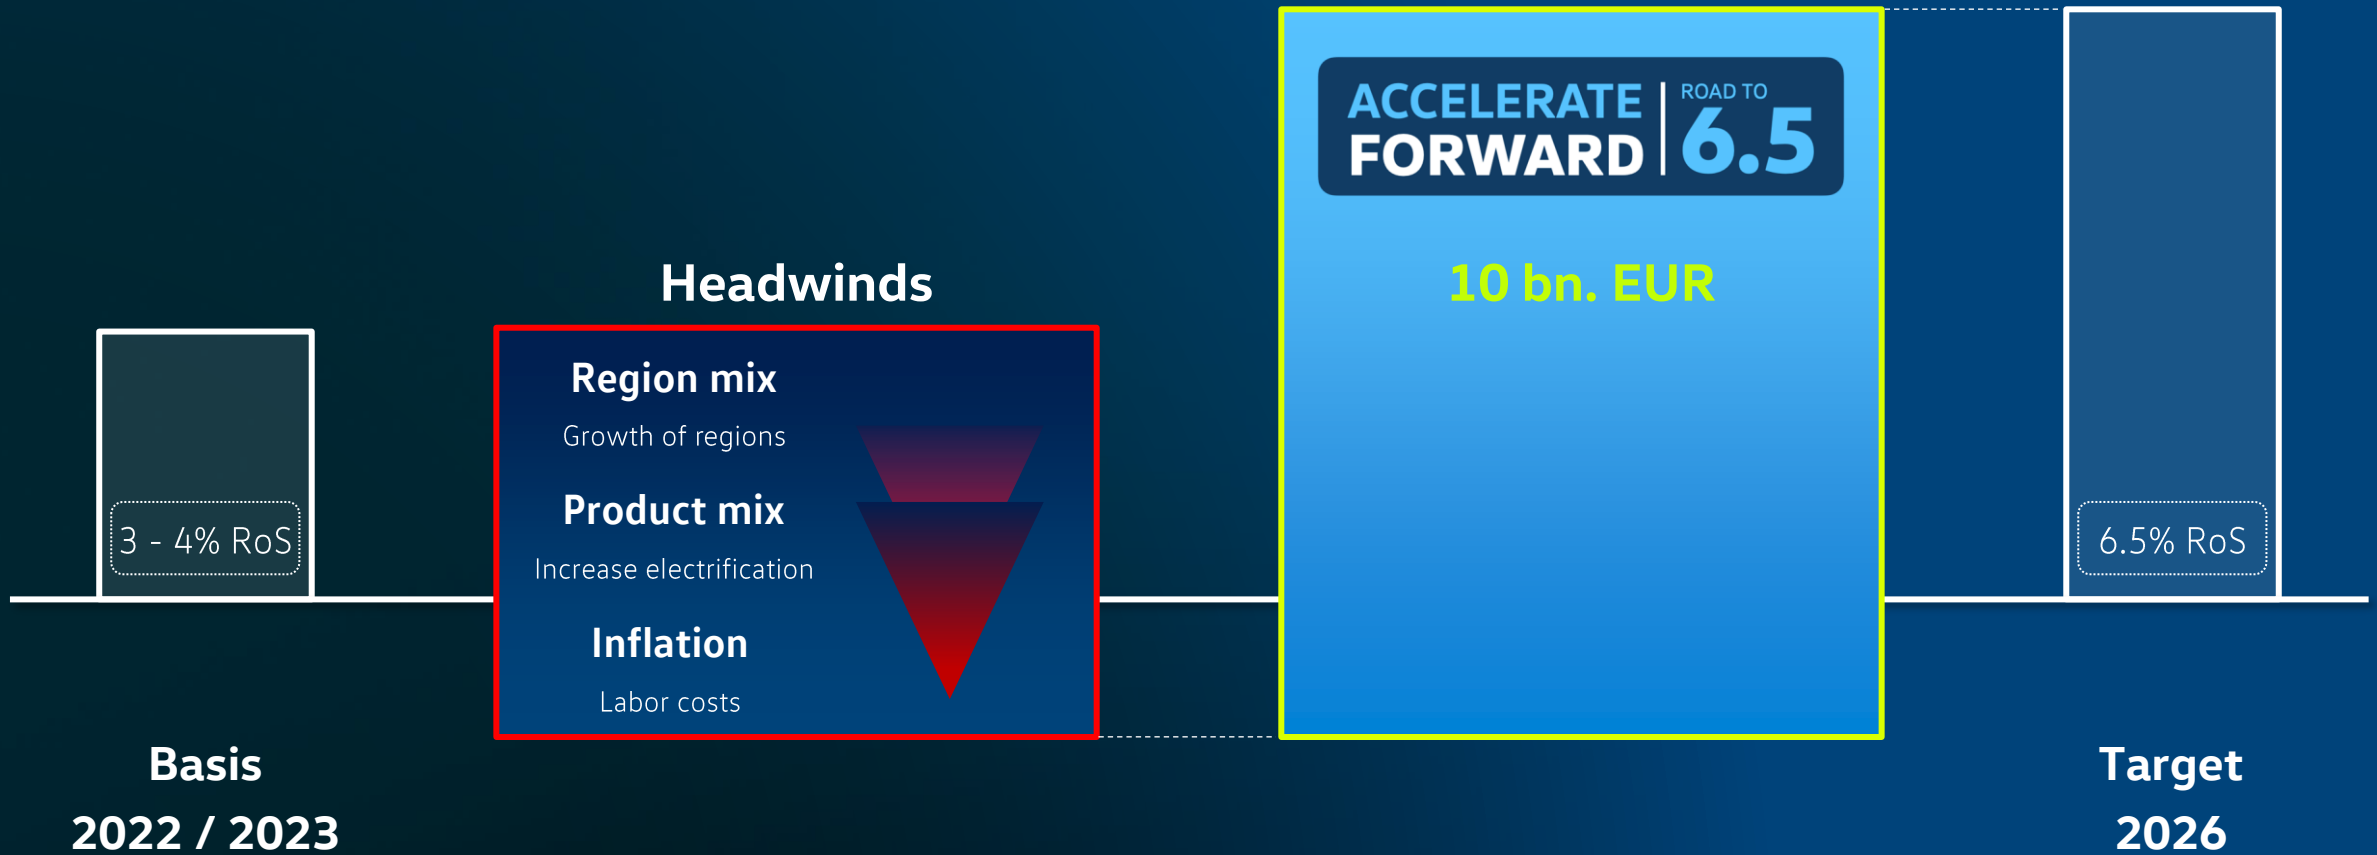 ACCELERATE
FORWARD
ROAD TO
6.5
Headwinds
10 bn. EUR
Region mix
Growth of regions
Product mix
Increase electrification
Inflation
Labor costs
3 - 4% RoS
6.5% RoS
Basis
2022 / 2023
Target
2026